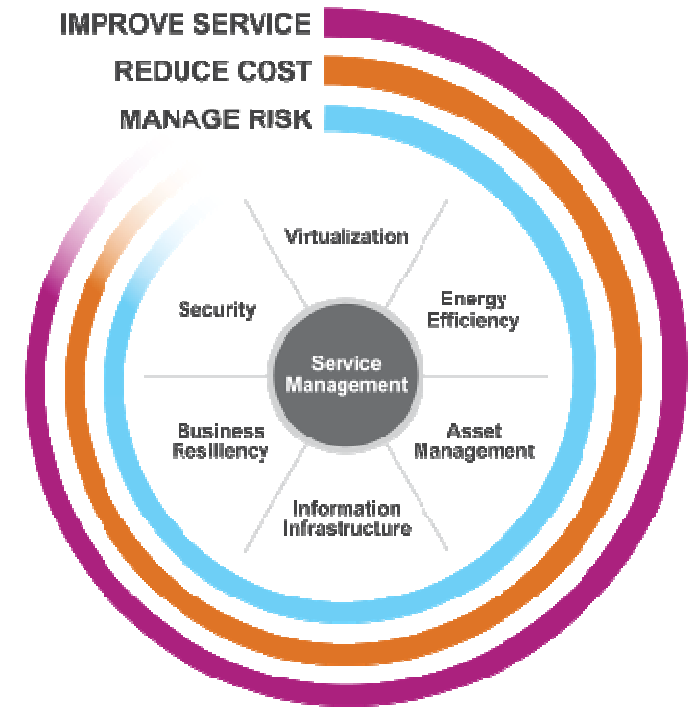 IMPROVE SERVICE
REDUCE COST
MANAGE RISK
Virtualization
Security
Energy
Efficiency
Service
Management
Business
Resiliency
Asset
Management
Information
Infrastructure